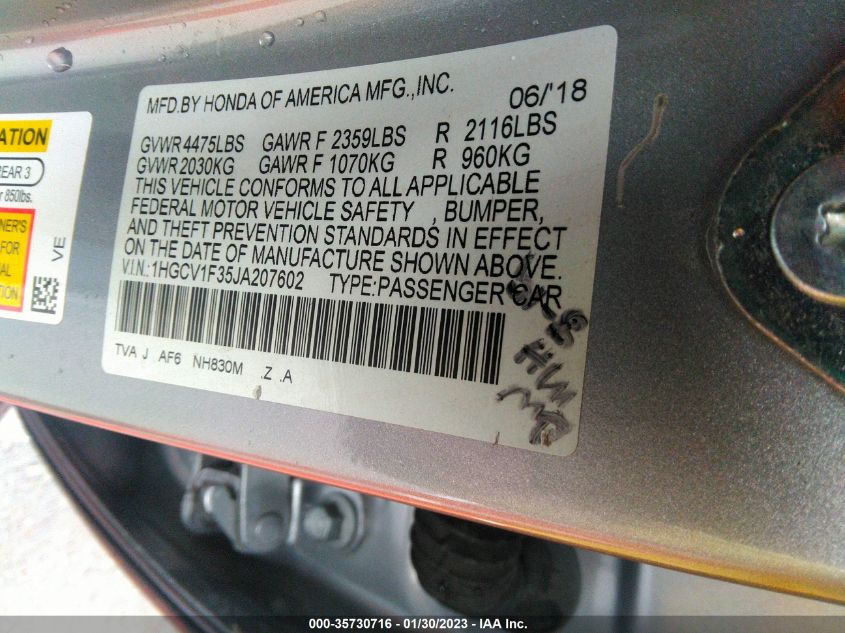 MFD.BY HONDA OF AMERICA MFG.,INC. 06/'18
GVWR 4475LBS GAWR F 2359LBS R 2116LBS
GVWR 2030KG GAWR F 1070KG R 960KG
THIS VEHICLE CONFORMS TO ALL APPLICABLE
FEDERAL MOTOR VEHICLE SAFETY , BUMPER,
AND THEFT PREVENTION STANDARDS IN EFFECT
ON THE DATE OF MANUFACTURE SHOWN ABOVE.
V.I.N.:1HGCV1F35JA207602 TYPE:PASSENGER CAR
TVA J AF6 NH830M .Z .A
ATION
REAR 3
850lbs.
NER'S
FOR
VE
000-35730716 - 01/30/2023 - IAA Inc.